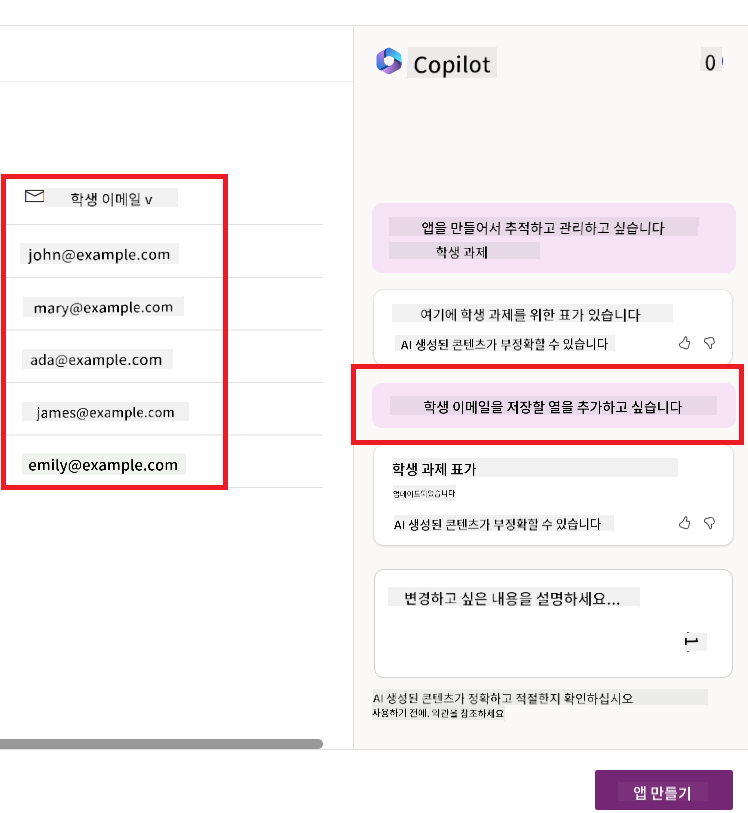 Copilot
0
학생 이메일 v
john@example.com
mary@example.com
ada@example.com
james@example.com
emily@example.com
앱을 만들어서 추적하고 관리하고 싶습니다
학생 과제
여기에 학생 과제를 위한 표가 있습니다
AI 생성된 콘텐츠가 부정확할 수 있습니다
학생 이메일을 저장할 열을 추가하고 싶습니다
학생 과제 표가
업데이트되었습니다
AI 생성된 콘텐츠가 부정확할 수 있습니다
변경하고 싶은 내용을 설명하세요...
AI 생성된 콘텐츠가 정확하고 적절한지 확인하십시오
사용하기 전에. 약관을 참조하세요
앱 만들기